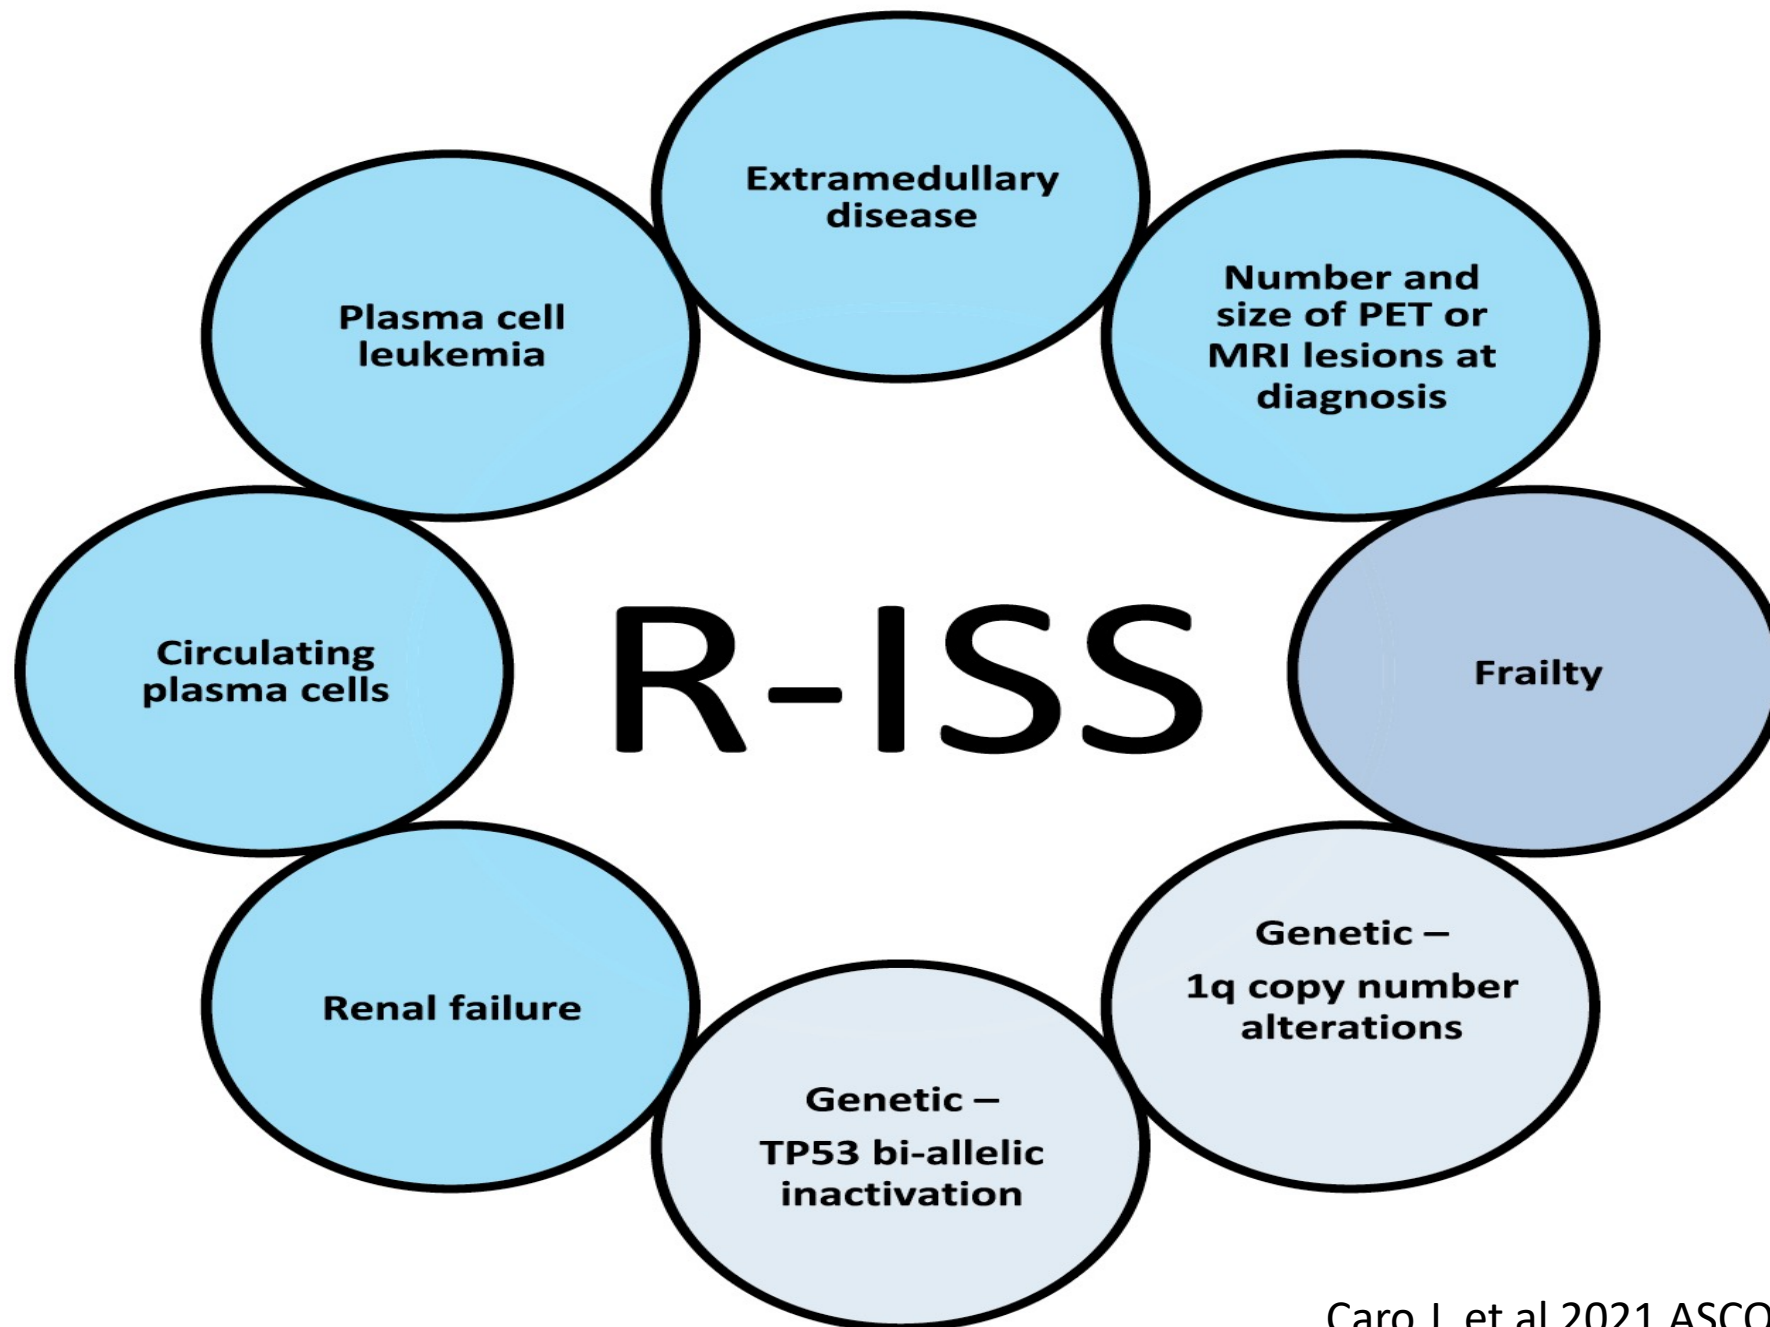 Extramedullary
disease
Number and
size of PET or
MRI lesions at
diagnosis
Frailty
Genetic –
1q copy number
alterations
Genetic –
TP53 bi-allelic
inactivation
Renal failure
Circulating
plasma cells
Plasma cell
leukemia
R-ISS
Caro J, et al 2021 ASCO